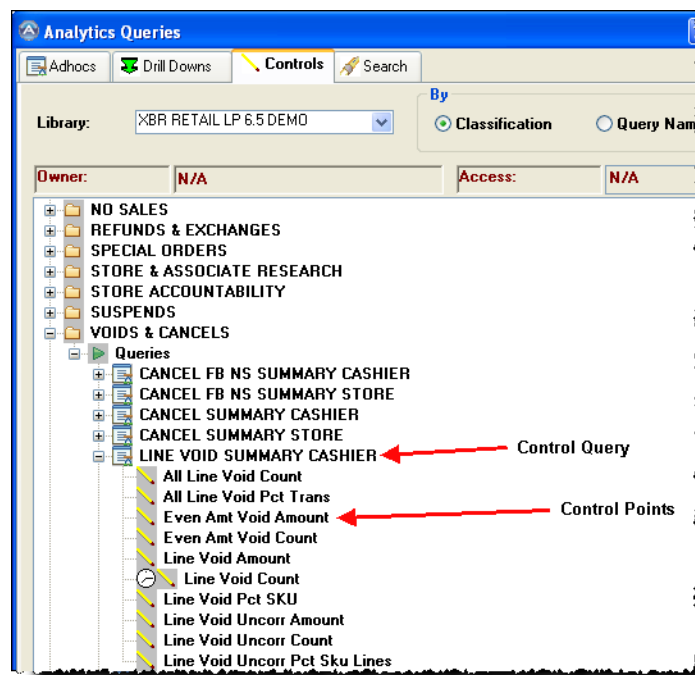 Analytics Queries
Adhocs Drill Downs Controls Search
By
Library: XBR RETAIL LP 6.5 DEMO Classification Query Nam
Owner: N/A Access: N/A
NO SALES
REFUNDS & EXCHANGES
SPECIAL ORDERS
STORE & ASSOCIATE RESEARCH
STORE ACCOUNTABILITY
SUSPENDS
VOIDS & CANCELS
Queries
CANCEL FB NS SUMMARY CASHIER
CANCEL FB NS SUMMARY STORE
CANCEL SUMMARY CASHIER
CANCEL SUMMARY STORE
LINE VOID SUMMARY CASHIER Control Query
All Line Void Count
All Line Void Pct Trans
Even Amt Void Amount Control Points
Even Amt Void Count
Line Void Amount
Line Void Count
Line Void Pct SKU
Line Void Uncorr Amount
Line Void Uncorr Count
Line Void Uncorr Pct Sku Lines